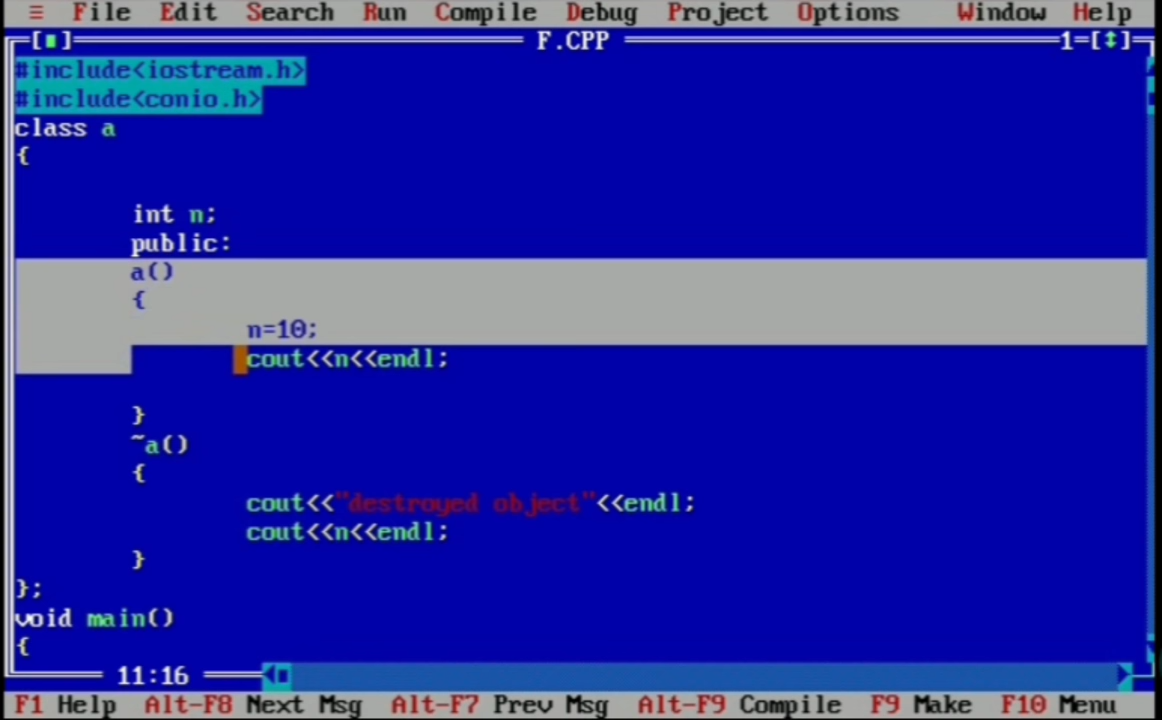 ≡ File Edit Search Run Compile Debug Project Options Window Help
[■] F.CPP 1=[↕]
#include<iostream.h>
#include<conio.h>
class a
{
int n;
public:
a()
{
n=10;
cout<<n<<endl;
}
~a()
{
cout<<"destroyed object"<<endl;
cout<<n<<endl;
}
};
void main()
{
11:16
F1 Help Alt-F8 Next Msg Alt-F7 Prev Msg Alt-F9 Compile F9 Make F10 Menu